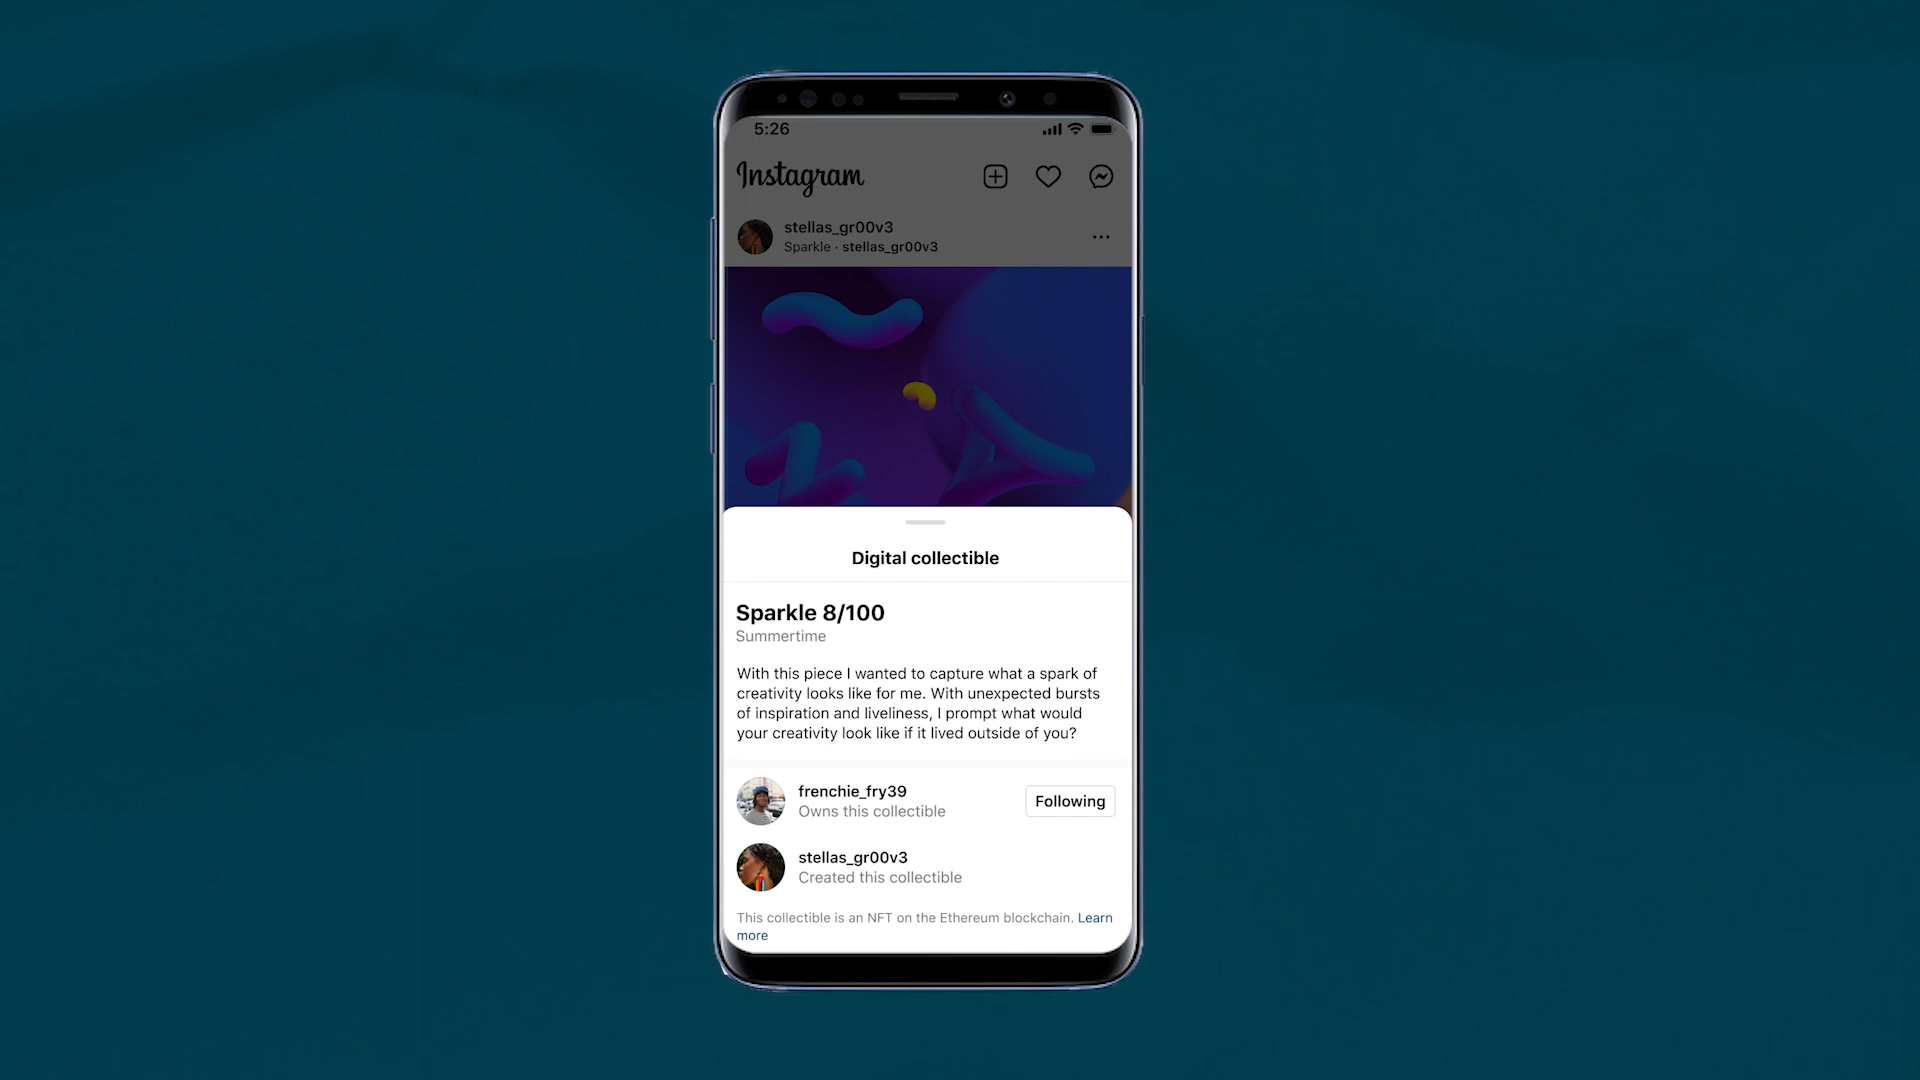 5:26
Instagram
stellas_gr00v3
Sparkle · stellas_gr00v3
Digital collectible
Sparkle 8/100
Summertime
With this piece I wanted to capture what a spark of
creativity looks like for me. With unexpected bursts
of inspiration and liveliness, I prompt what would
your creativity look like if it lived outside of you?
frenchie_fry39
Owns this collectible
Following
stellas_gr00v3
Created this collectible
This collectible is an NFT on the Ethereum blockchain. Learn
more